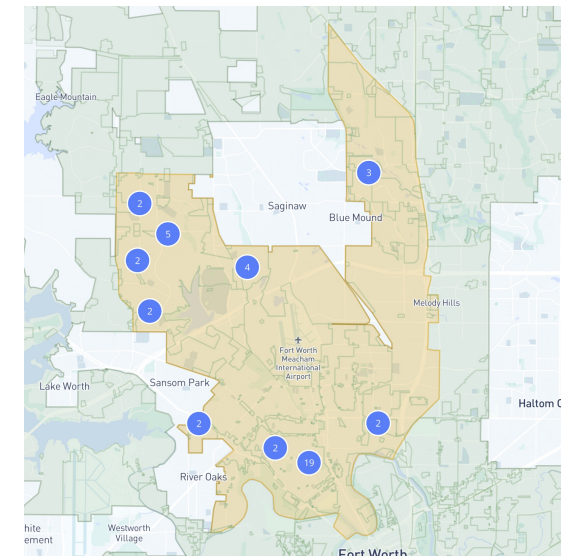 Eagle Mountain
3
2
Saginaw
Blue Mound
5
2
4
Melody Hills
2
Fort Worth
Meacham
International
Airport
Lake Worth
Sansom Park
Haltom C
2
2
2
19
River Oaks
hite
ement
Westworth
Village
Fort Worth